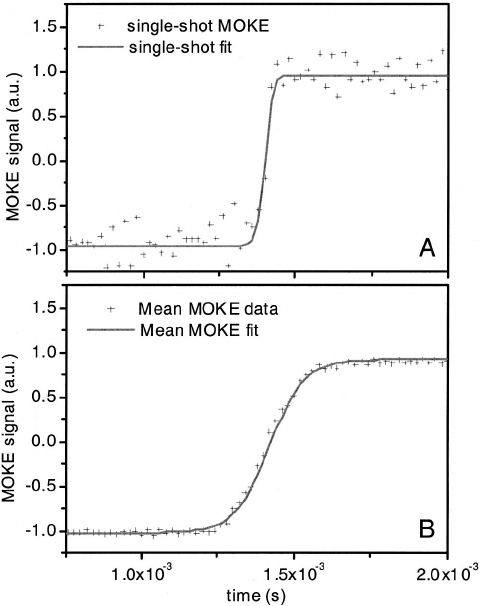 1.5
1.0
0.5
0.0
-0.5
-1.0
MOKE signal (a.u.)
single-shot MOKE
single-shot fit
A
1.5
1.0
0.5
0.0
-0.5
-1.0
MOKE signal (a.u.)
Mean MOKE data
Mean MOKE fit
B
1.0x10-3 1.5x10-3 2.0x10-3
time (s)